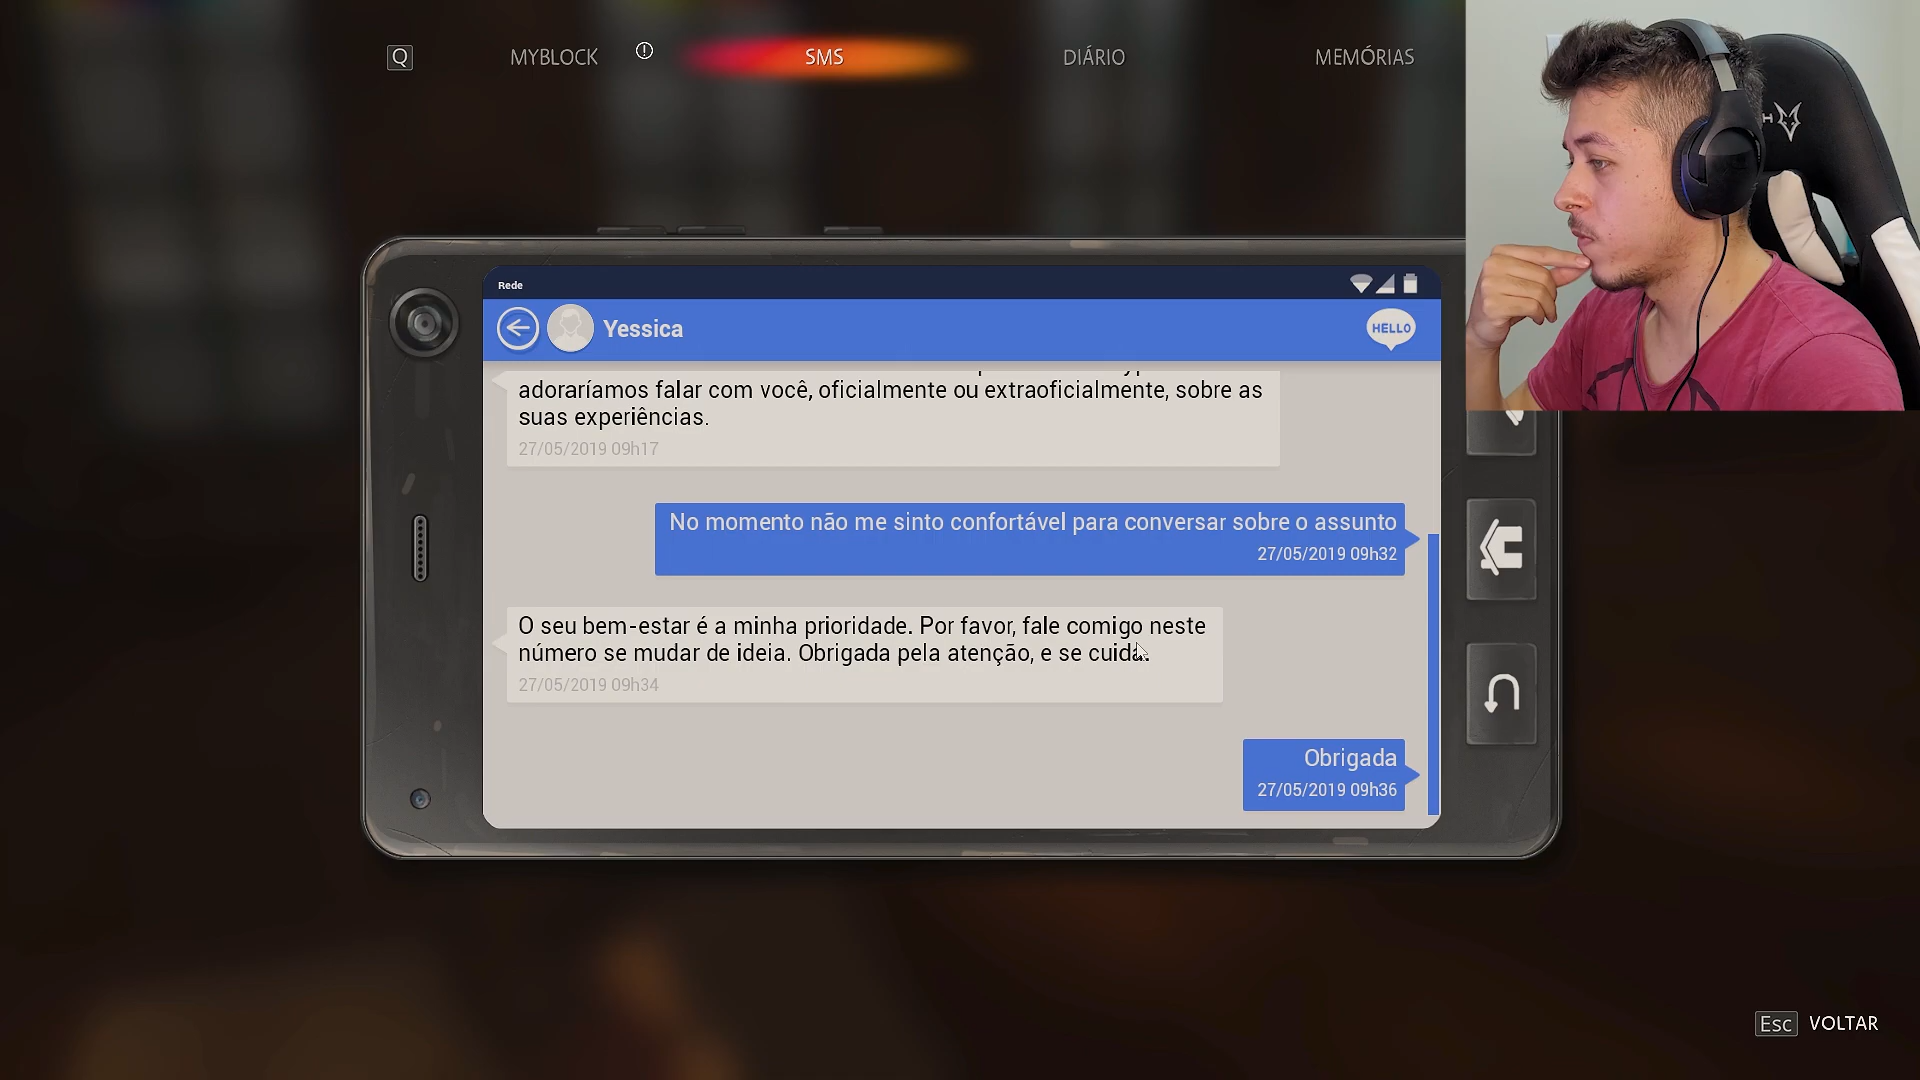 Q MYBLOCK SMS DIÁRIO MEMÓRIAS
Rede
Yessica
HELLO
adoraríamos falar com você, oficialmente ou extraoficialmente, sobre as
suas experiências.
27/05/2019 09h17
No momento não me sinto confortável para conversar sobre o assunto
27/05/2019 09h32
O seu bem-estar é a minha prioridade. Por favor, fale comigo neste
número se mudar de ideia. Obrigada pela atenção, e se cuida.
27/05/2019 09h34
Obrigada
27/05/2019 09h36
Esc VOLTAR